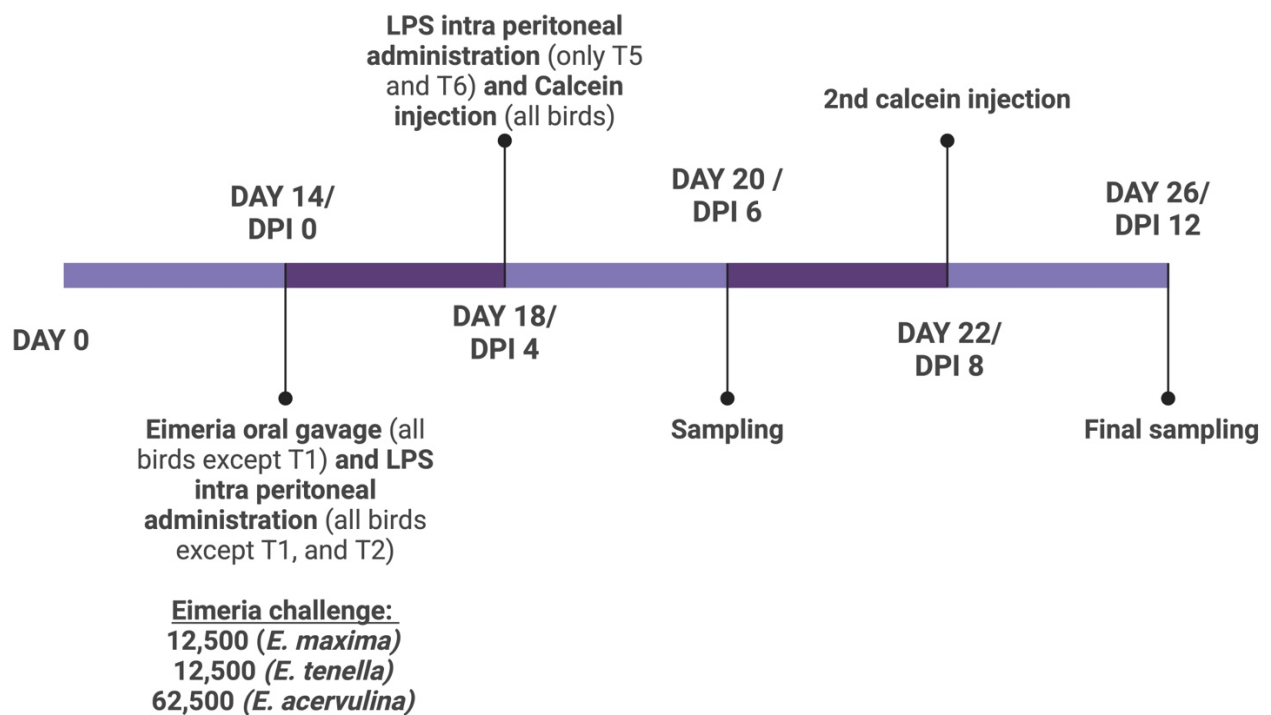 LPS intra peritoneal
administration (only T5
and T6) and Calcein
injection (all birds)
2nd calcein injection
DAY 14/
DPI 0
DAY 20 /
DPI 6
DAY 26/
DPI 12
DAY 0
DAY 18/
DPI 4
DAY 22/
DPI 8
Eimeria oral gavage (all
birds except T1) and LPS
intra peritoneal
administration (all birds
except T1, and T2)
Sampling
Final sampling
Eimeria challenge:
12,500 (E. maxima)
12,500 (E. tenella)
62,500 (E. acervulina)